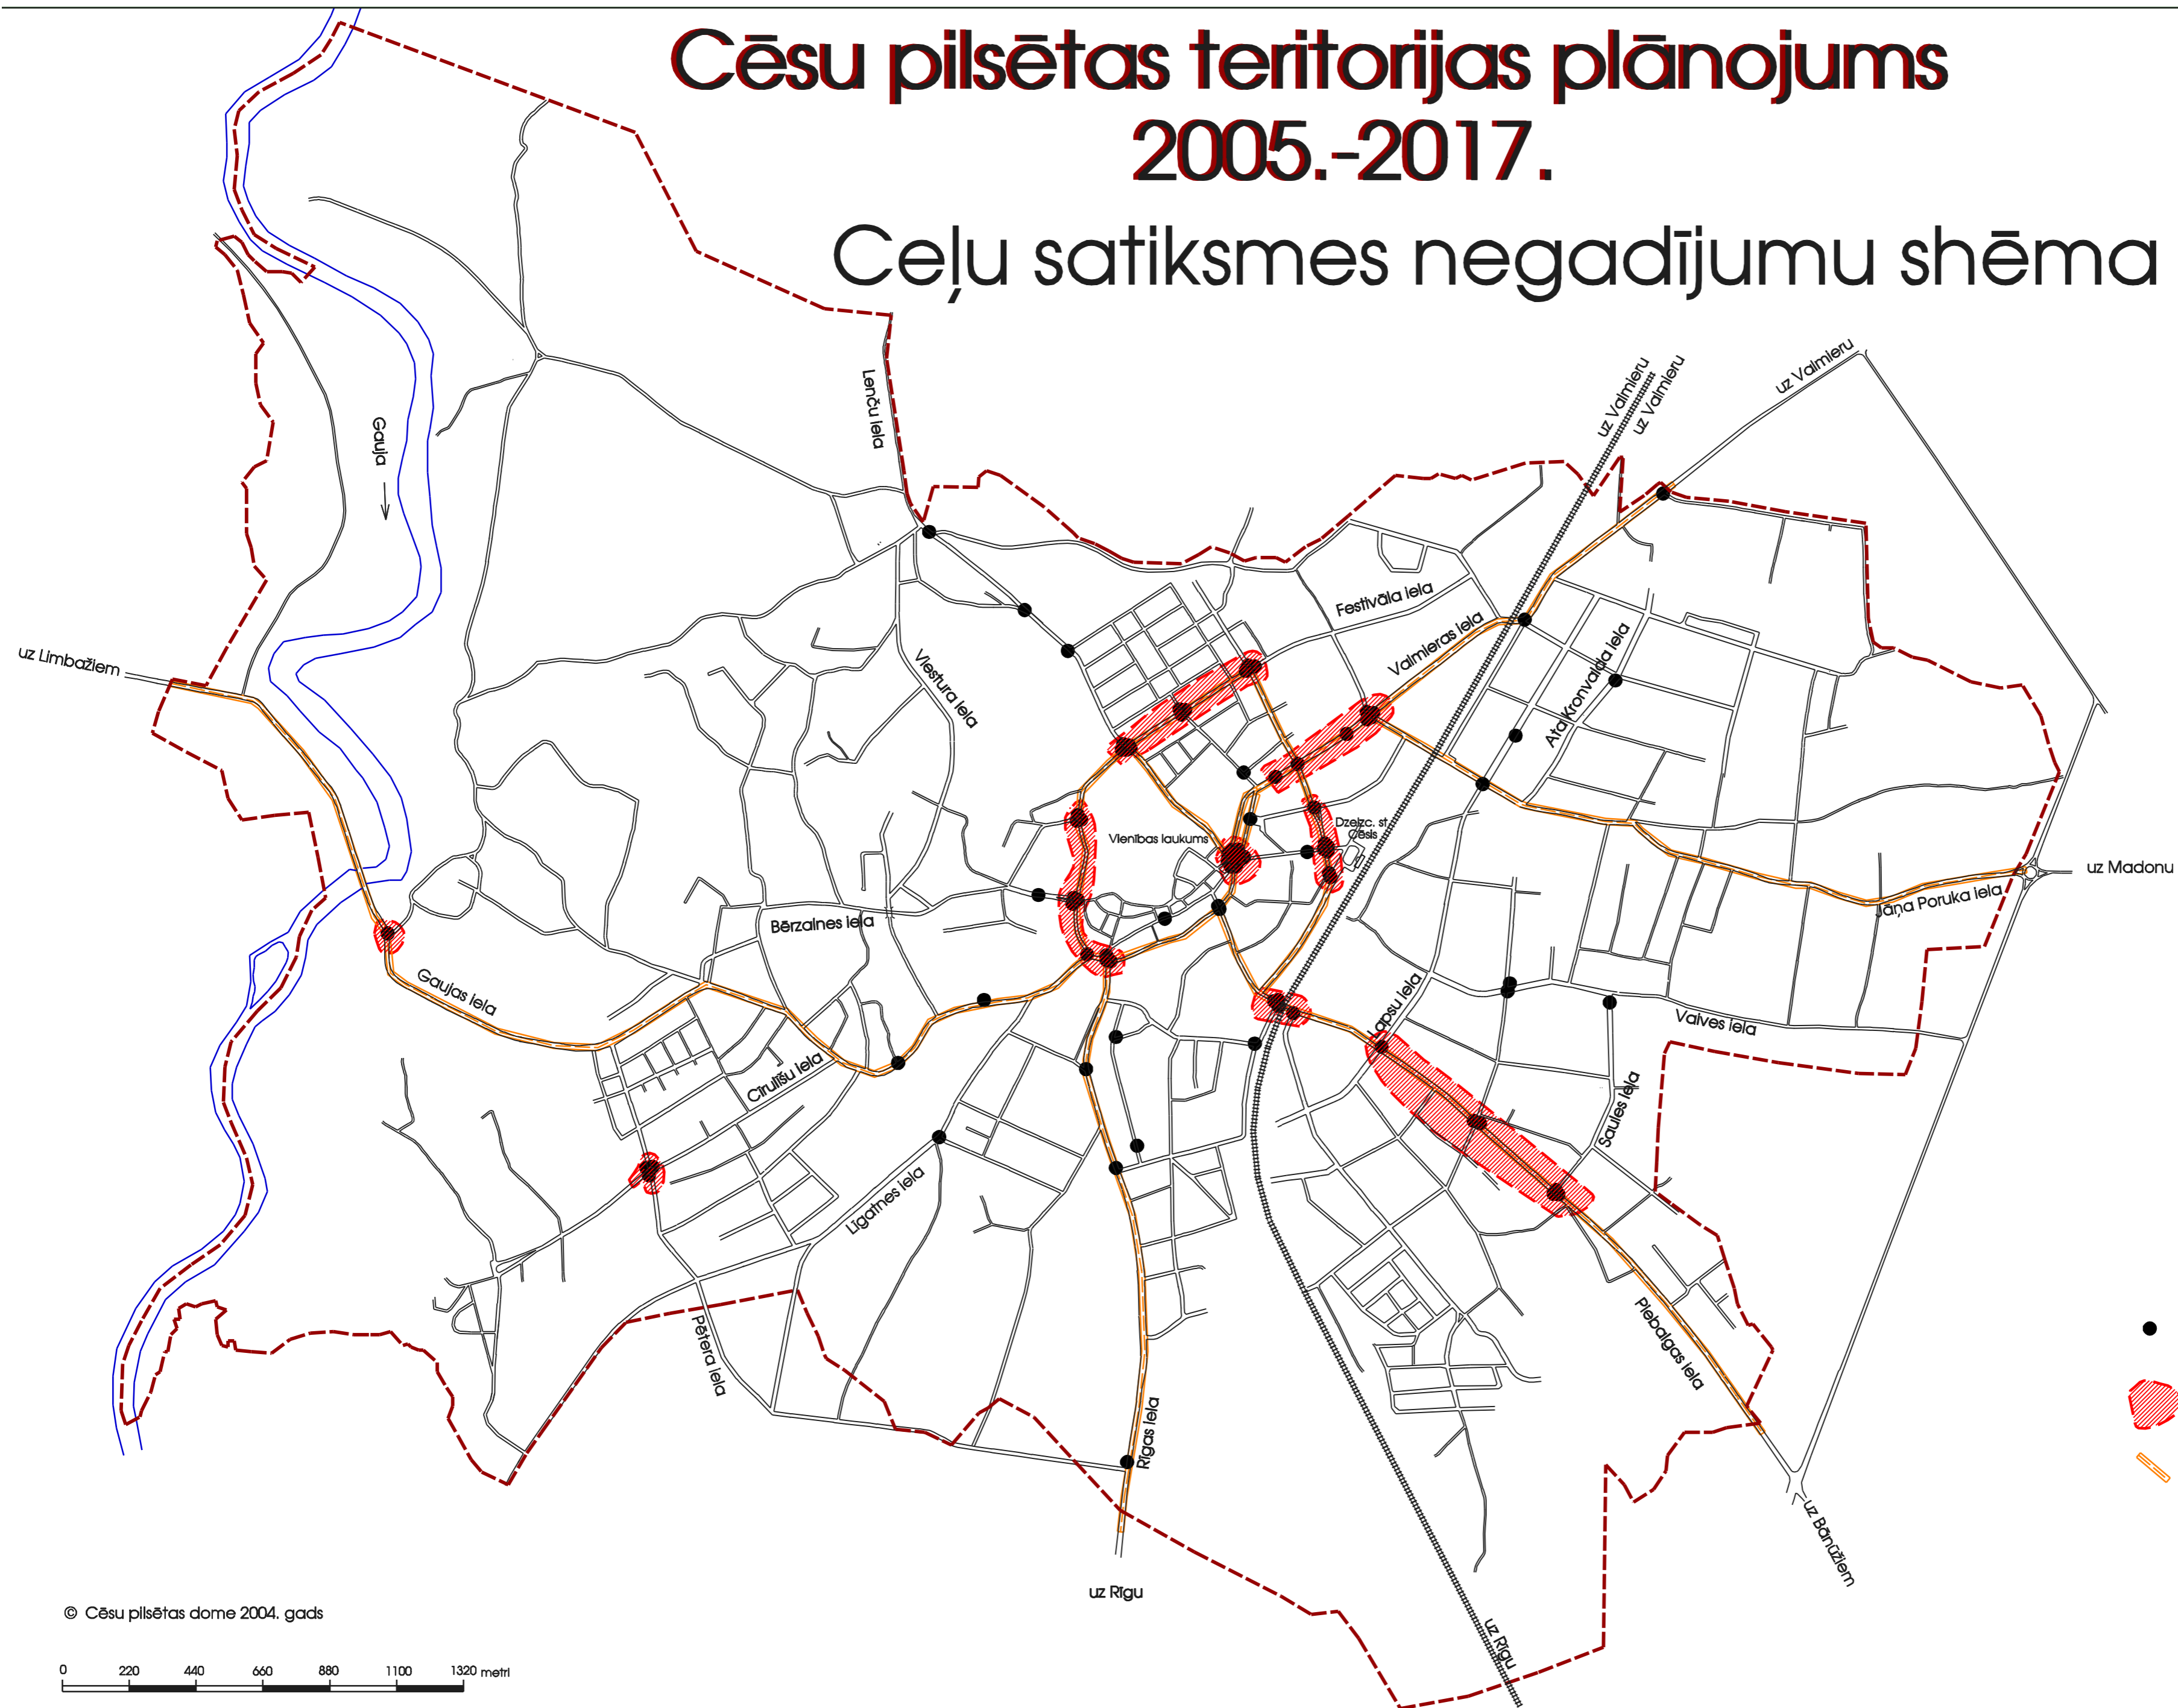 Cēsu pilsētas teritorijas plānojums
2005.-2017.
Ceļu satiksmes negadījumu shēma
uz Valmieru
uz Valmieru
uz Valmieru
Lenču iela
Gauja
Festivāla iela
Valmieras iela
Ata Kronvalda iela
uz Limbažiem
Viestura iela
Dzelzc. st.
Cēsis
Vienības laukums
uz Madonu
Jāņa Poruka iela
Bērzaines iela
Gaujas iela
Lapsu iela
Valves iela
Cīrulīšu iela
Saules iela
Līgatnes iela
Pētera iela
Piebalgas iela
Rīgas iela
uz Bānūžiem
uz Rīgu
uz Rīgu
© Cēsu pilsētas dome 2004. gads
0 220 440 660 880 1100 1320 metri